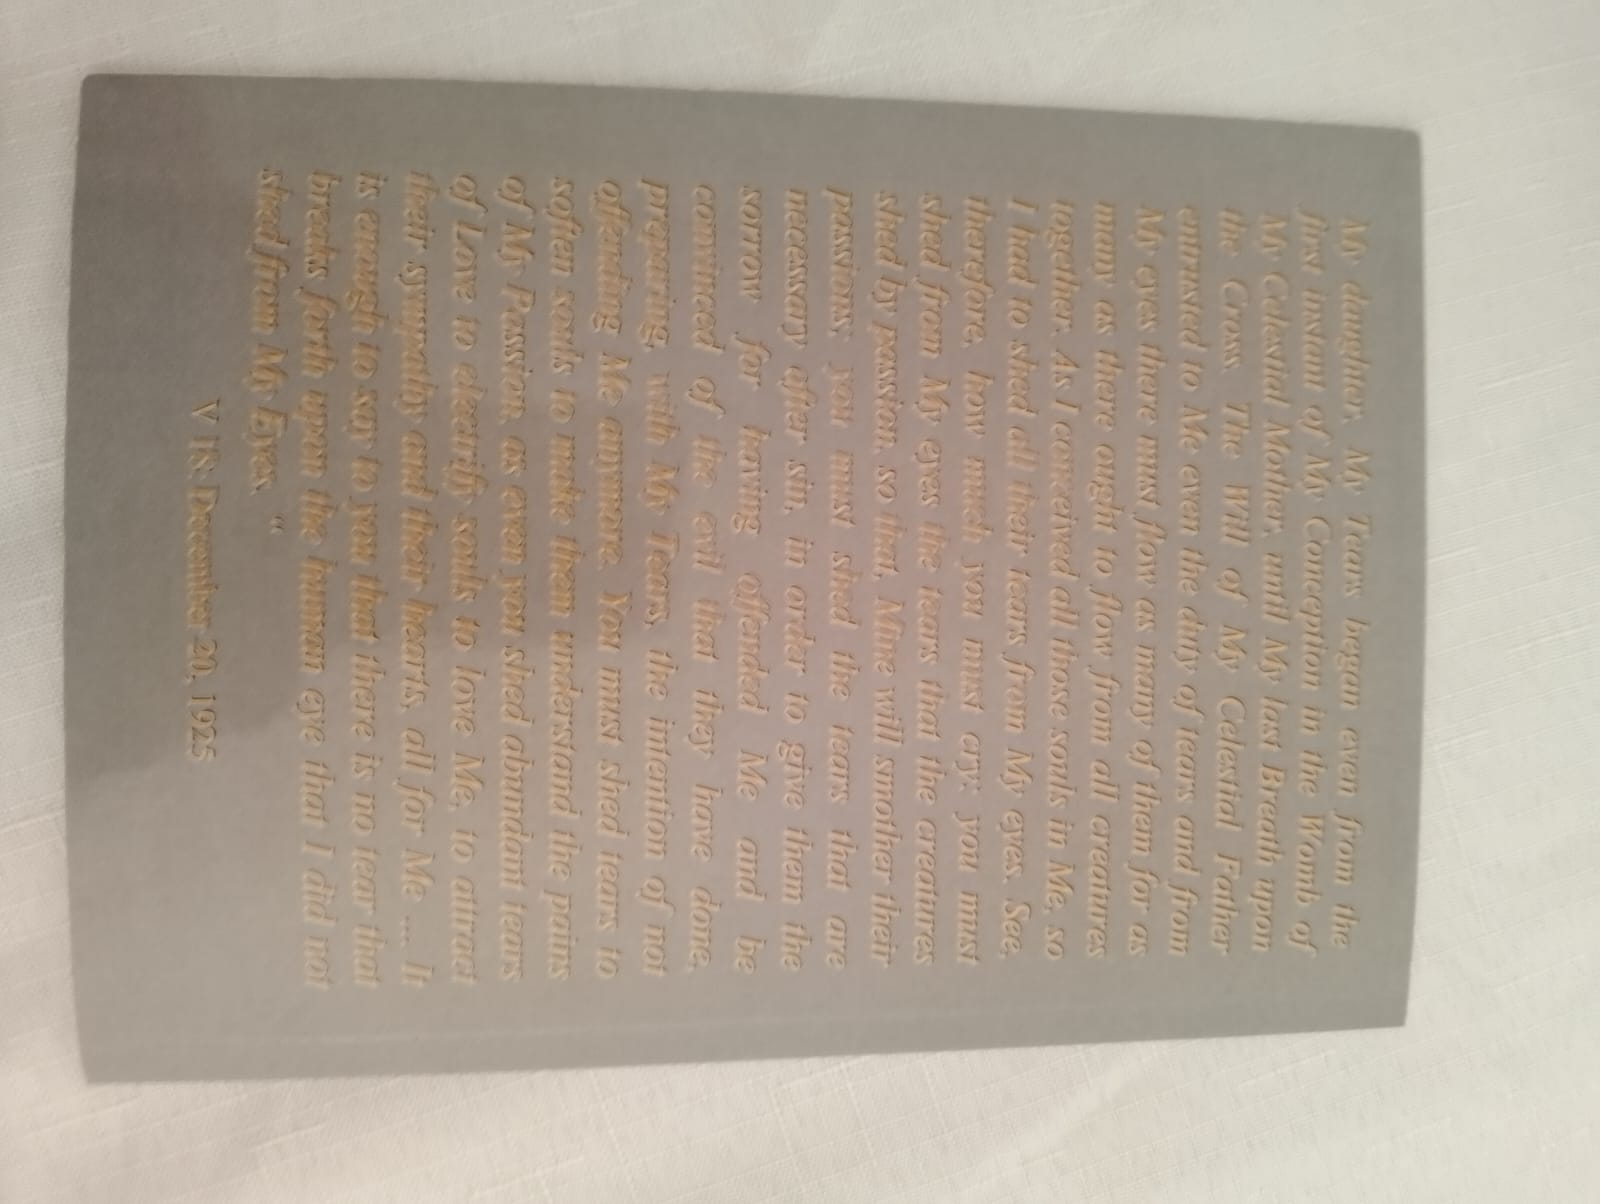 My daughter, My Tears began even from the
first instant of My Conception in the Womb of
My Celestial Mother, until My last Breath upon
the Cross. The Will of My Celestial Father
entrusted to Me even the duty of tears and from
My eyes there must flow as many of them for as
many as there ought to flow from all creatures
together. As I conceived all those souls in Me, so
I had to shed all their tears from My eyes. See,
therefore, how much you must cry: you must
shed from My eyes the tears that the creatures
shed by passion, so that, Mine will smother their
passions; you must shed the tears that are
necessary after sin, in order to give them the
sorrow for having offended Me and be
convinced of the evil that they have done,
preparing, with My Tears, the intention of not
offending Me anymore. You must shed tears to
soften souls to make them understand the pains
of My Passion, as even you shed abundant tears
of Love to electrify souls to love Me, to attract
their sympathy and their hearts, all for Me .... It
is enough to say to you that there is no tear that
breaks forth upon the human eye that I did not
shed from My Eyes. “
V 18: December 20, 1925